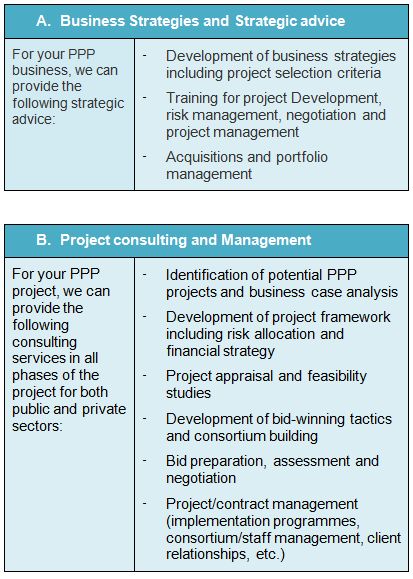 A. Business Strategies and Strategic advice
For your PPP
business, we can
provide the
following strategic
advice:
- Development of business strategies
including project selection criteria
- Training for project Development,
risk management, negotiation and
project management
- Acquisitions and portfolio
management
B. Project consulting and Management
For your PPP
project, we can
provide the
following
consulting
services in all
phases of the
project for both
public and private
sectors:
- Identification of potential PPP
projects and business case analysis
- Development of project framework
including risk allocation and
financial strategy
- Project appraisal and feasibility
studies
- Development of bid-winning tactics
and consortium building
- Bid preparation, assessment and
negotiation
- Project/contract management
(implementation programmes,
consortium/staff management, client
relationships, etc.)